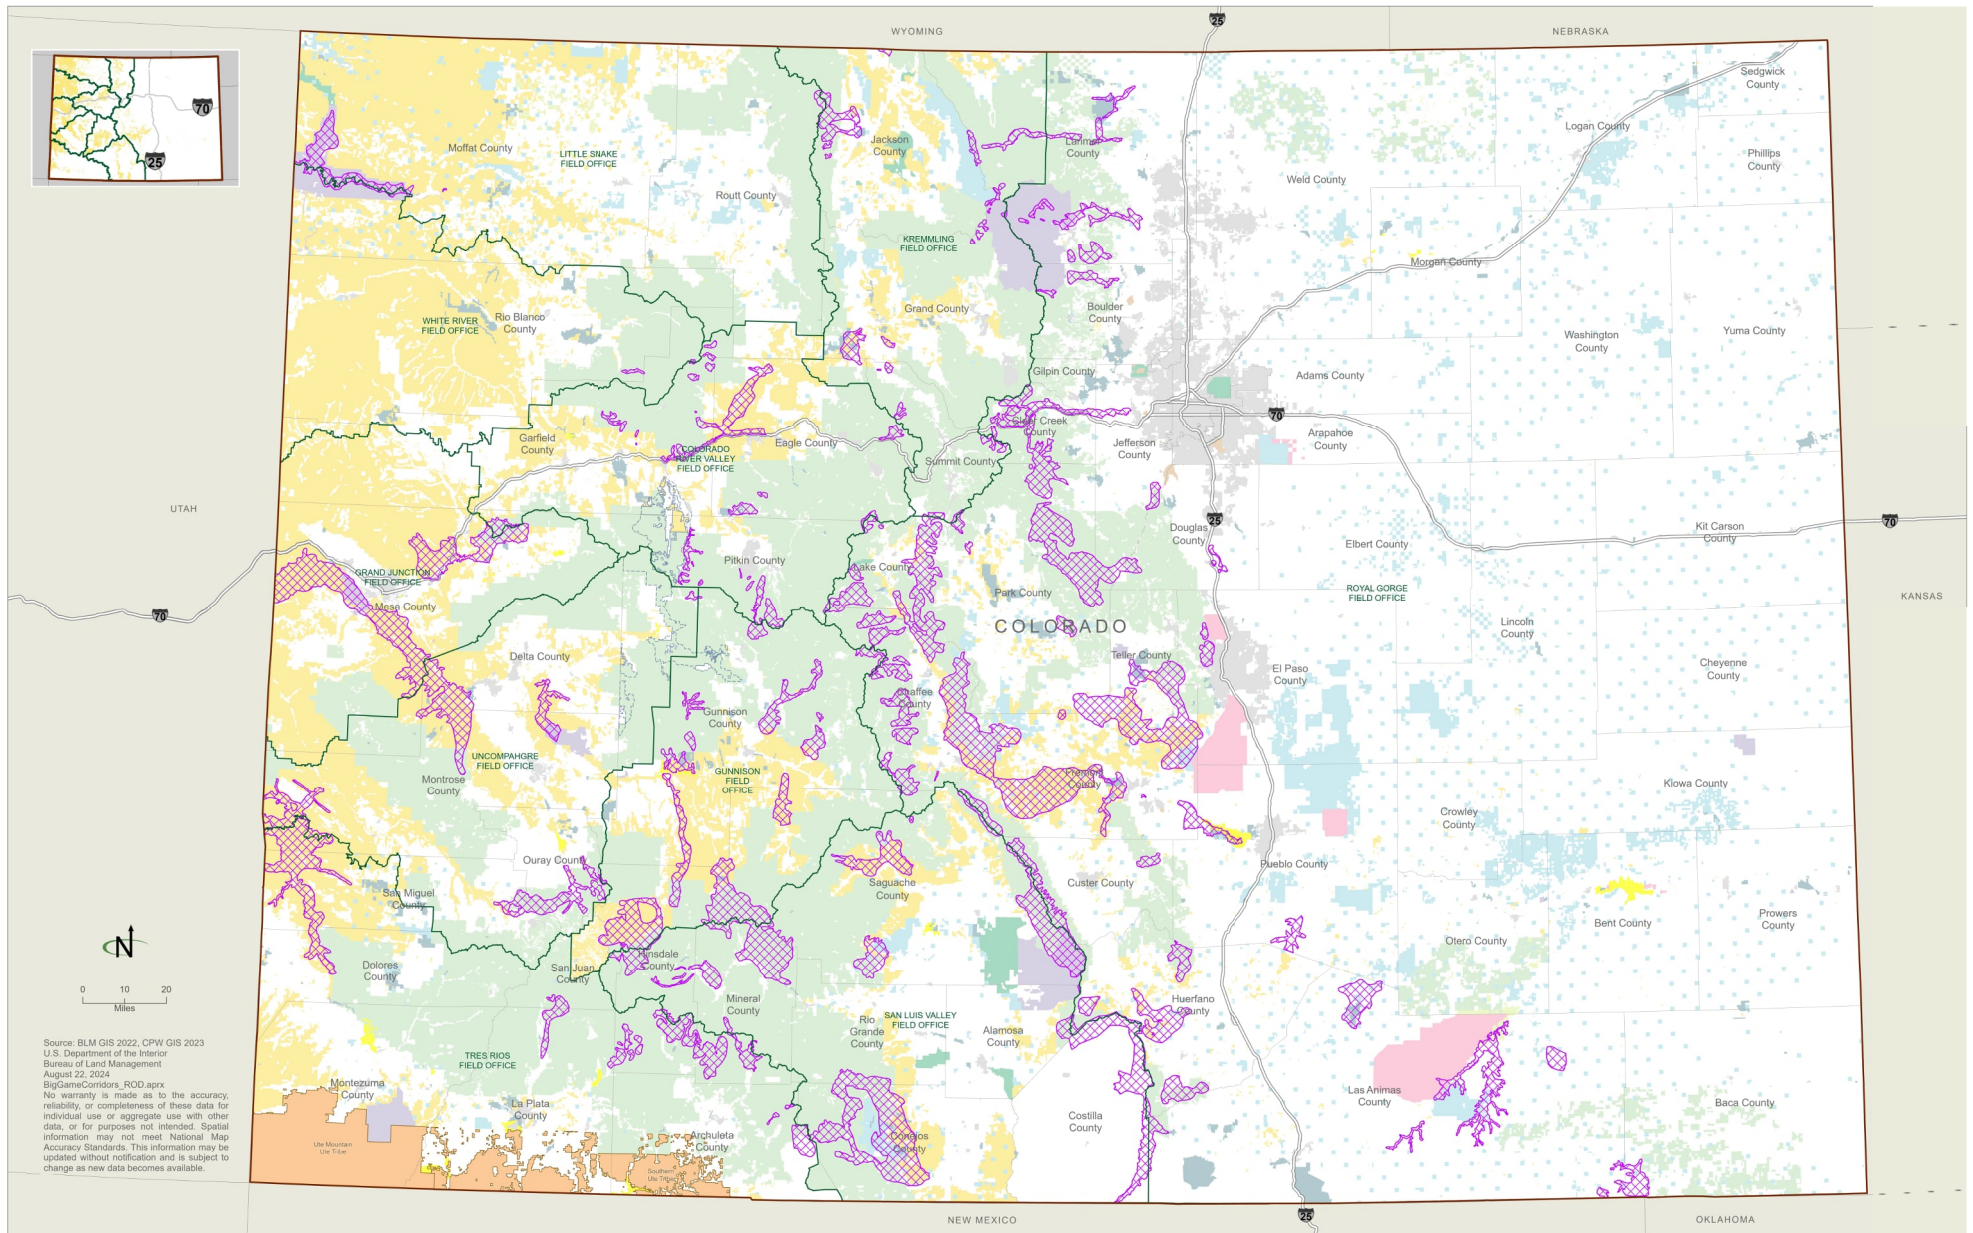 WYOMING
NEBRASKA
25
70
25
Sedgwick
County
Logan County
Phillips
County
Moffat County
LITTLE SNAKE
FIELD OFFICE
Jackson
County
Larimer
County
Weld County
Routt County
KREMMLING
FIELD OFFICE
Morgan County
Grand County
Boulder
County
WHITE RIVER
FIELD OFFICE
Rio Blanco
County
Washington
County
Yuma County
Gilpin County
Adams County
70
Clear Creek
County
Arapahoe
County
Garfield
County
Eagle County
Jefferson
County
COLORADO
RIVER VALLEY
FIELD OFFICE
Summit County
UTAH
25
Douglas
County
Elbert County
Kit Carson
County
70
GRAND JUNCTION
FIELD OFFICE
Pitkin County
Lake County
Park County
ROYAL GORGE
FIELD OFFICE
KANSAS
70
Mesa County
COLORADO
Lincoln
County
Delta County
Teller County
El Paso
County
Cheyenne
County
Gunnison
County
Chaffee
County
UNCOMPAHGRE
FIELD OFFICE
GUNNISON
FIELD
OFFICE
Montrose
County
Fremont
County
Kiowa County
Crowley
County
Ouray County
Pueblo County
San Miguel
County
Saguache
County
Custer County
Bent County
Prowers
County
N
Otero County
Dolores
County
San Juan
County
Hinsdale
County
0 10 20
Miles
Mineral
County
Huerfano
County
Rio
Grande
County
SAN LUIS VALLEY
FIELD OFFICE
Alamosa
County
TRES RIOS
FIELD OFFICE
Source: BLM GIS 2022, CPW GIS 2023
U.S. Department of the Interior
Bureau of Land Management
August 22, 2024
BigGameCorridors_ROD.aprx
No warranty is made as to the accuracy,
reliability, or completeness of these data for
individual use or aggregate use with other
data, or for purposes not intended. Spatial
information may not meet National Map
Accuracy Standards. This information may be
updated without notification and is subject to
change as new data becomes available.
Montezuma
County
La Plata
County
Las Animas
County
Baca County
Costilla
County
Archuleta
County
Conejos
County
Ute Mountain
Ute Tribe
Southern
Ute Tribe
25
NEW MEXICO
OKLAHOMA